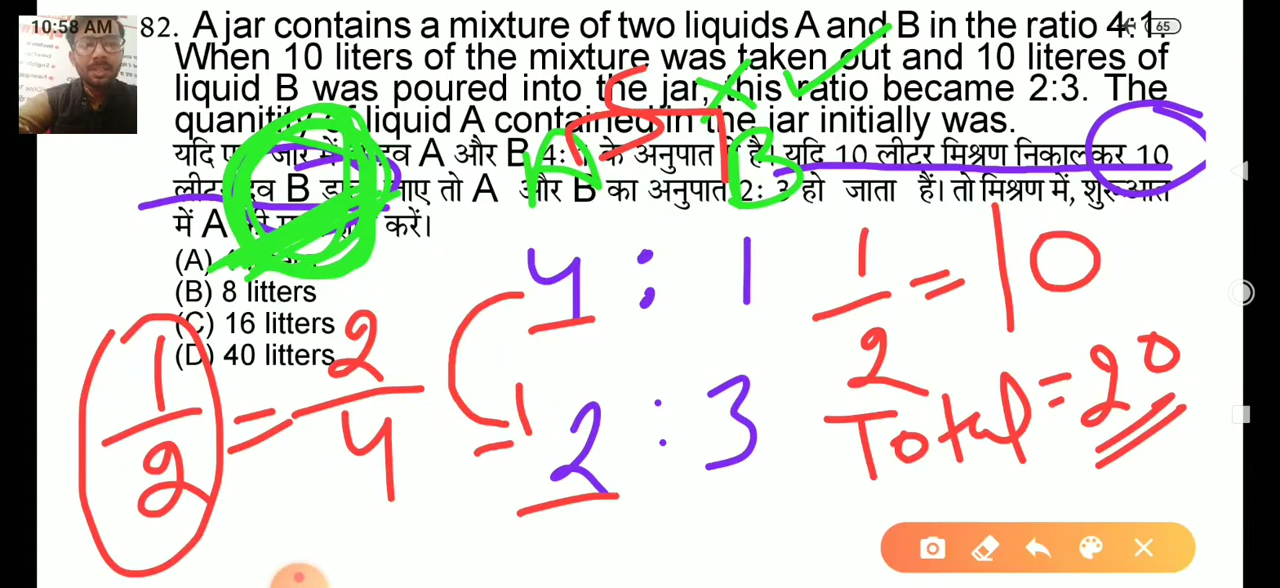 10:58 AM
65
82. A jar contains a mixture of two liquids A and B in the ratio 4:1
When 10 liters of the mixture was taken out and 10 literes of
liquid B was poured into the jar, this ratio became 2:3. The
quanitity of liquid A contained in the jar initially was.
यदि जार में A और B 4: के अनुपात में है। यदि 10 लीटर मिश्रण निकालकर 10
लीटर B जाए तो A और B का अनुपात 2: 3 हो जाता हैं। तो मिश्रण में, शुरुआत
में A करें।
(A)
(B) 8 litters
(C) 16 litters
(D) 40 litters
A B
4 : 1
2 : 3
1/2 = 2/4
1/2 = 10
Total = 20